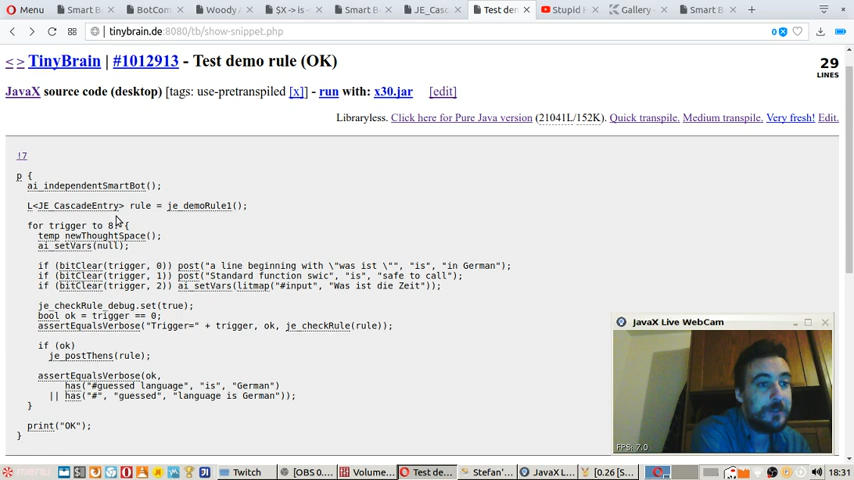 Menu
Smart B
BotCom
Woody A
$X -> is
Smart B
JE_Casc
Test dem
Stupid H
Gallery -
Smart B
tinybrain.de:8080/tb/show-snippet.php
0
<> TinyBrain | #1012913 - Test demo rule (OK)
29
LINES
JavaX source code (desktop) [tags: use-pretranspiled [x]] - run with: x30.jar [edit]
Libraryless. Click here for Pure Java version (21041L/152K). Quick transpile. Medium transpile. Very fresh! Edit.
!7
p {
ai_independentSmartBot();
L<JE_CascadeEntry> rule = je_demoRule1();
for trigger to 8: {
temp newThoughtSpace();
ai_setVars(null);
if (bitClear(trigger, 0)) post("a line beginning with \"was ist \"", "is", "in German");
if (bitClear(trigger, 1)) post("Standard function swic", "is", "safe to call");
if (bitClear(trigger, 2)) ai_setVars(litmap("#input", "Was ist die Zeit"));
je_checkRule_debug.set(true);
bool ok = trigger == 0;
assertEqualsVerbose("Trigger=" + trigger, ok, je_checkRule(rule));
if (ok)
je_postThens(rule);
assertEqualsVerbose(ok,
has("#guessed language", "is", "German")
|| has("#", "guessed", "language is German"));
}
print("OK");
}
JavaX Live WebCam
FPS: 7.0
menu
Twitch
[OBS 0....
Volume...
Test de...
Stefan'...
JavaX L...
[0.26 [S...
18:31